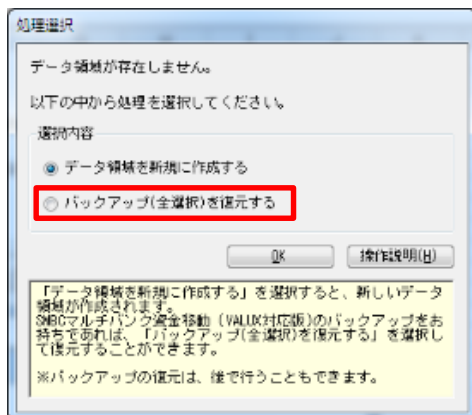 処理選択
データ領域が存在しません。
以下の中から処理を選択してください。
選択内容
データ領域を新規に作成する
バックアップ(全選択)を復元する
OK
操作説明(H)
「データ領域を新規に作成する」を選択すると、新しいデータ
領域が作成されます。
SMBCマルチバンク資金移動（VALUX対応版)のバックアップをお
持ちであれば、「バックアップ(全選択)を復元する」を選択し
て復元することができます。
※バックアップの復元は、後で行うこともできます。